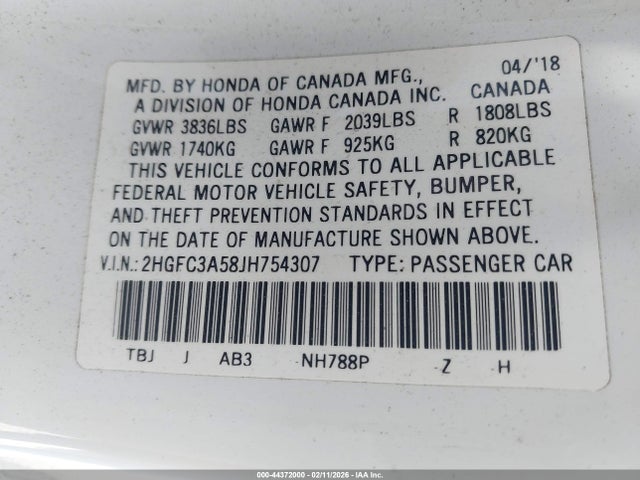 04/'18
MFD. BY HONDA OF CANADA MFG., CANADA
A DIVISION OF HONDA CANADA INC.
GVWR 3836LBS GAWR F 2039LBS R 1808LBS
GVWR 1740KG GAWR F 925KG R 820KG
THIS VEHICLE CONFORMS TO ALL APPLICABLE
FEDERAL MOTOR VEHICLE SAFETY, BUMPER,
AND THEFT PREVENTION STANDARDS IN EFFECT
ON THE DATE OF MANUFACTURE SHOWN ABOVE.
V.I.N.: 2HGFC3A58JH754307 TYPE: PASSENGER CAR
TBJ J AB3 NH788P Z H
000-44372000 - 02/11/2026 - IAA Inc.